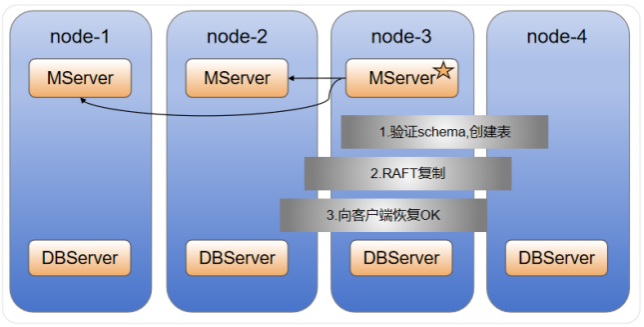 node-1
node-2
node-3
node-4
MServer
MServer
MServer
1.验证schema,创建表
2.RAFT复制
3.向客户端恢复OK
DBServer
DBServer
DBServer
DBServer